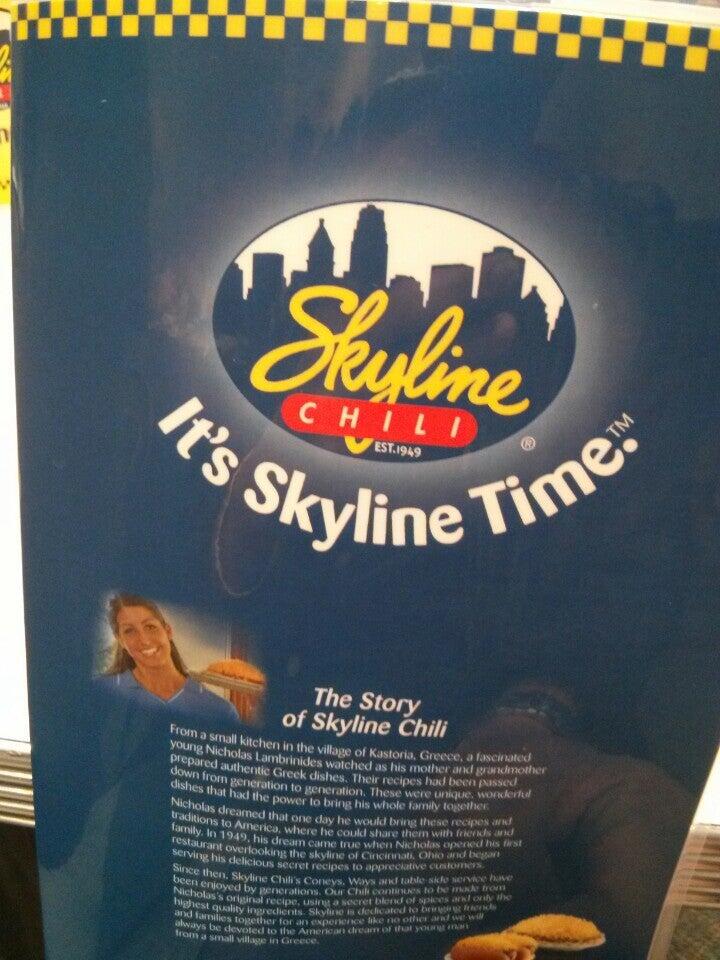 Skyline
CHILI
EST.1949
®
It's Skyline Time.™
The Story
of Skyline Chili
From a small kitchen in the village of Kastoria, Greece, a fascinated
young Nicholas Lambrinides watched as his mother and grandmother
prepared authentic Greek dishes. Their recipes had been passed
down from generation to generation. These were unique, wonderful
dishes that had the power to bring his whole family together.
Nicholas dreamed that one day he would bring these recipes and
traditions to America, where he could share them with friends and
family. In 1949, his dream came true when Nicholas opened his first
restaurant overlooking the skyline of Cincinnati, Ohio and began
serving his delicious secret recipes to appreciative customers.
Since then, Skyline Chili's Coneys, Ways and table-side service have
been enjoyed by generations. Our Chili continues to be made from
Nicholas's original recipe, using a secret blend of spices and only the
highest quality ingredients. Skyline is dedicated to bringing friends
and families together for an experience like no other and we will
always be devoted to the American dream of that young man
from a small village in Greece.